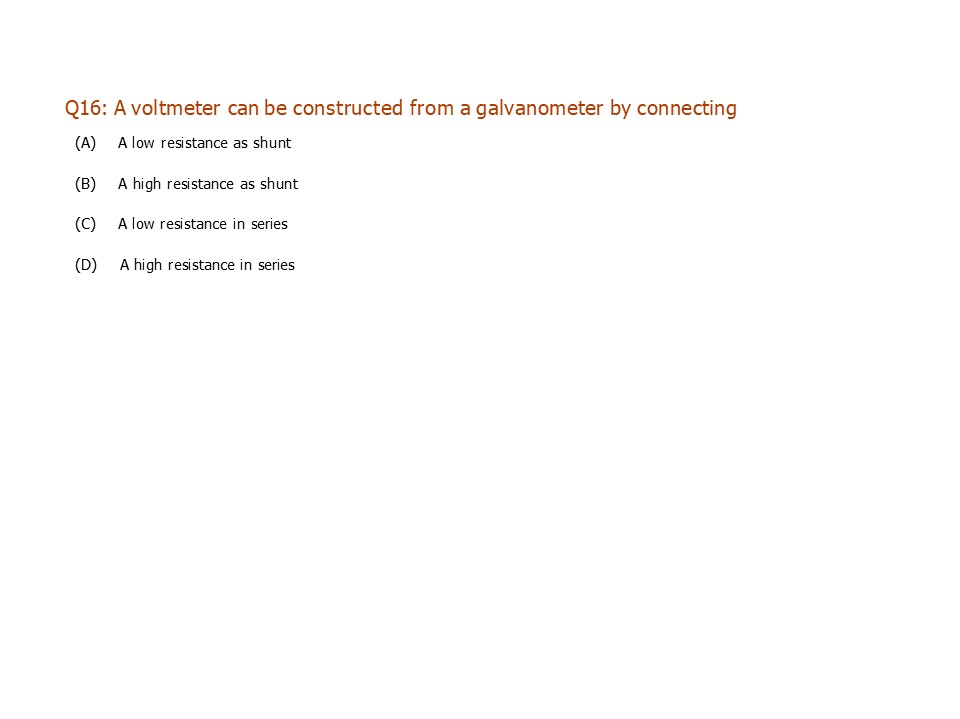 Q16: A voltmeter can be constructed from a galvanometer by connecting
(A) A low resistance as shunt
(B) A high resistance as shunt
(C) A low resistance in series
(D) A high resistance in series